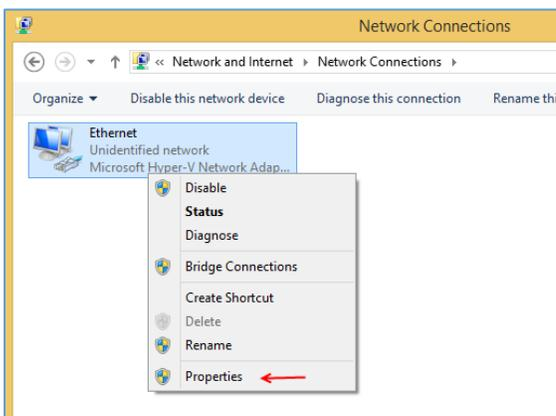 Network Connections
« Network and Internet Network Connections
Organize Disable this network device Diagnose this connection Rename thi
Ethernet
Unidentified network
Microsoft Hyper-V Network Adap...
Disable
Status
Diagnose
Bridge Connections
Create Shortcut
Delete
Rename
Properties